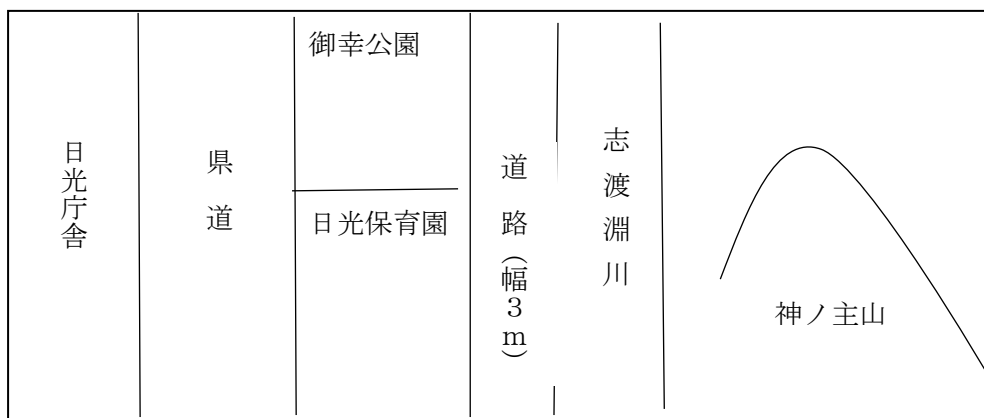 日光庁舎
県道
御幸公園
日光保育園
道路(幅3m)
志渡淵川
神ノ主山